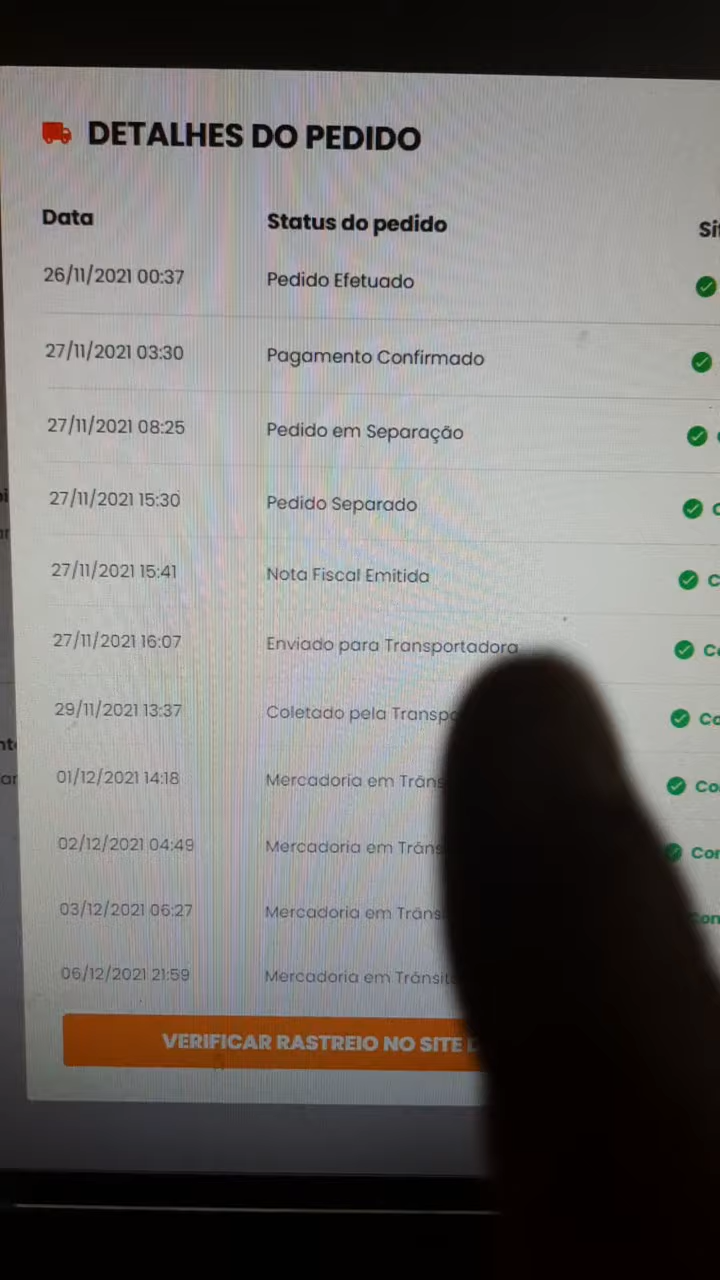 DETALHES DO PEDIDO
Data Status do pedido
26/11/2021 00:37 Pedido Efetuado
27/11/2021 03:30 Pagamento Confirmado
27/11/2021 08:25 Pedido em Separação
27/11/2021 15:30 Pedido Separado
27/11/2021 15:41 Nota Fiscal Emitida
27/11/2021 16:07 Enviado para Transportadora
29/11/2021 13:37 Coletado pela
01/12/2021 14:18 Mercadoria em
02/12/2021 04:49 Mercadoria em
03/12/2021 06:27 Mercadoria em
06/12/2021 21:59 Mercadoria em Trânsito
VERIFICAR RASTREIO NO SITE